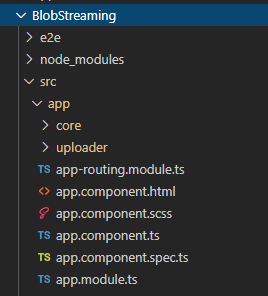 BlobStreaming
e2e
node_modules
src
app
core
uploader
TS app-routing.module.ts
<> app.component.html
app.component.scss
TS app.component.ts
TS app.component.spec.ts
TS app.module.ts